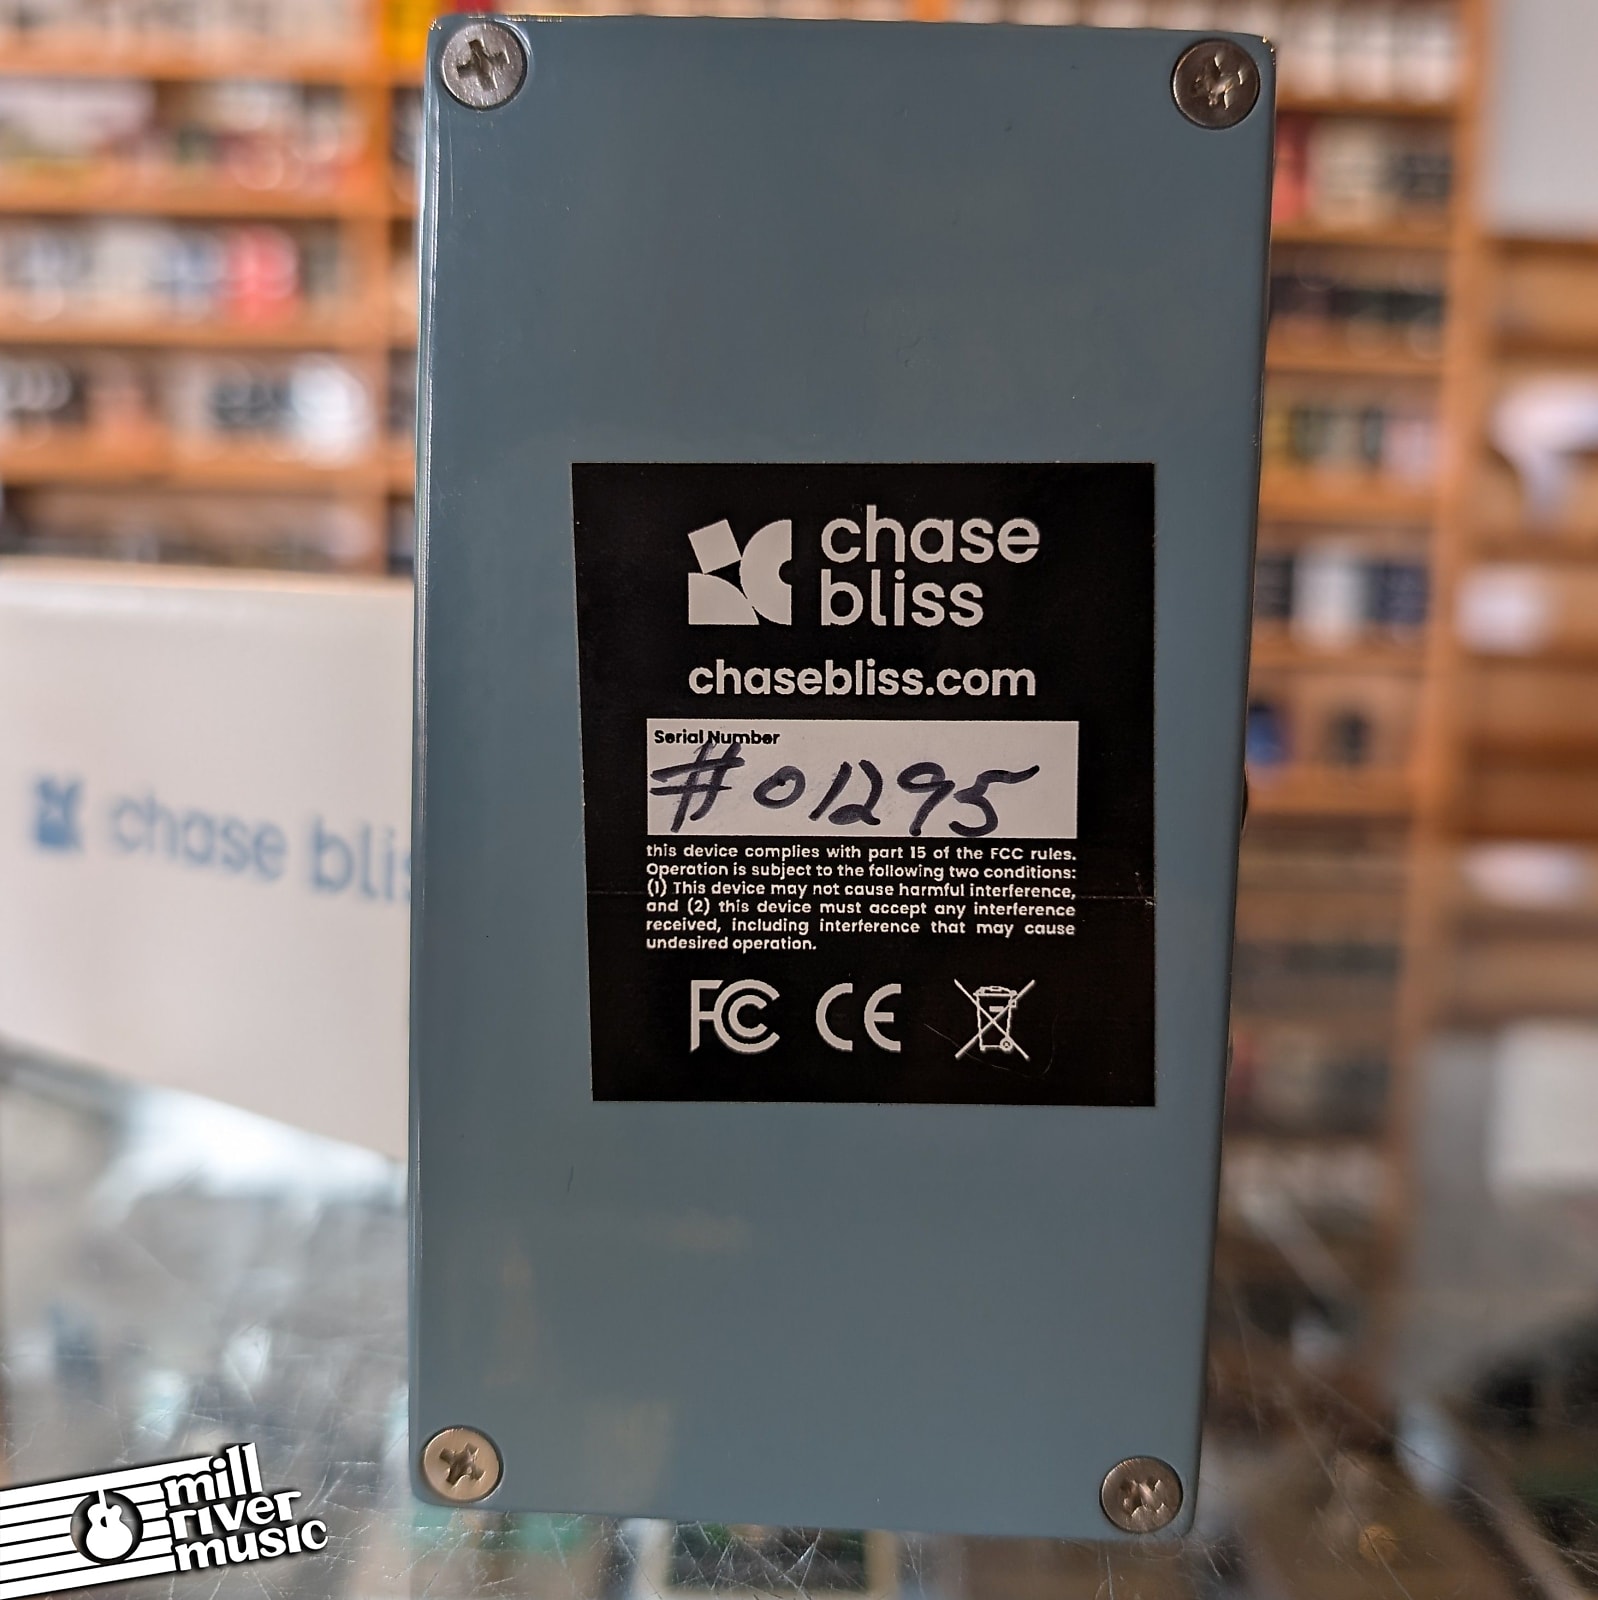 chase
bliss
chasebliss.com
Serial Number
#01295
this device complies with part 15 of the FCC rules.
Operation is subject to the following two conditions:
(1) This device may not cause harmful interference,
and (2) this device must accept any interference
received, including interference that may cause
undesired operation.
FCC CE
chase blis
mill
river
music